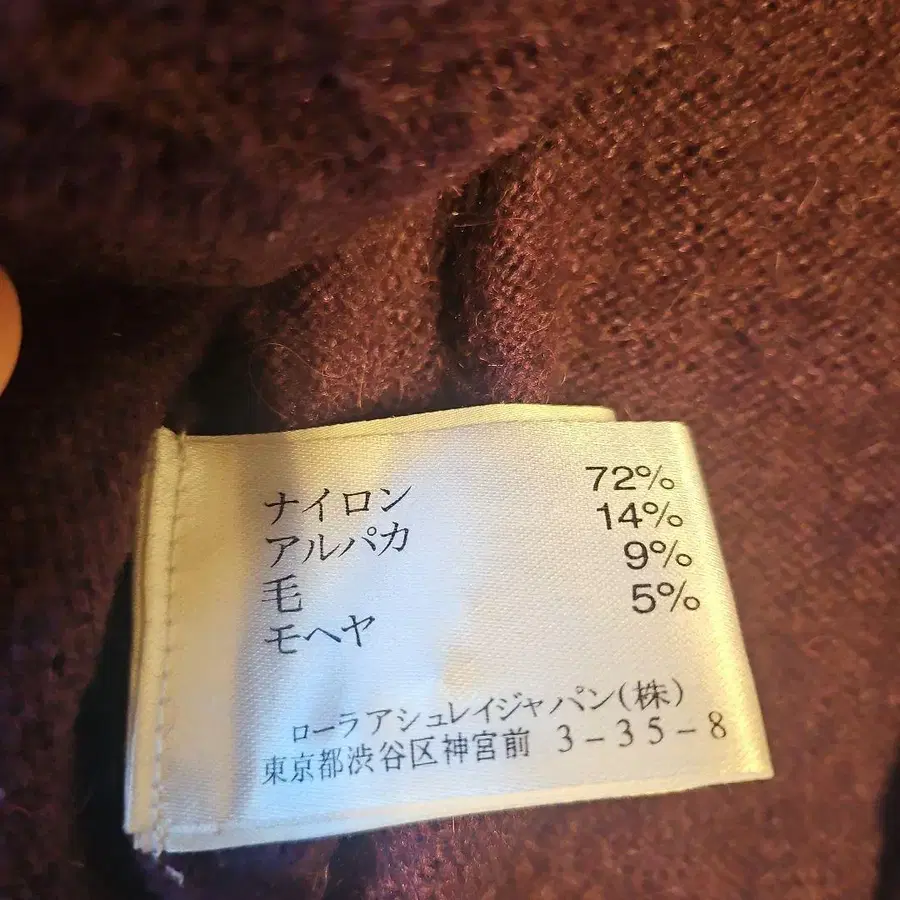 ナイロン 72%
アルパカ 14%
毛 9%
モヘヤ 5%
ローラアシュレイジャパン(株)
東京都渋谷区神宮前 3-35-8